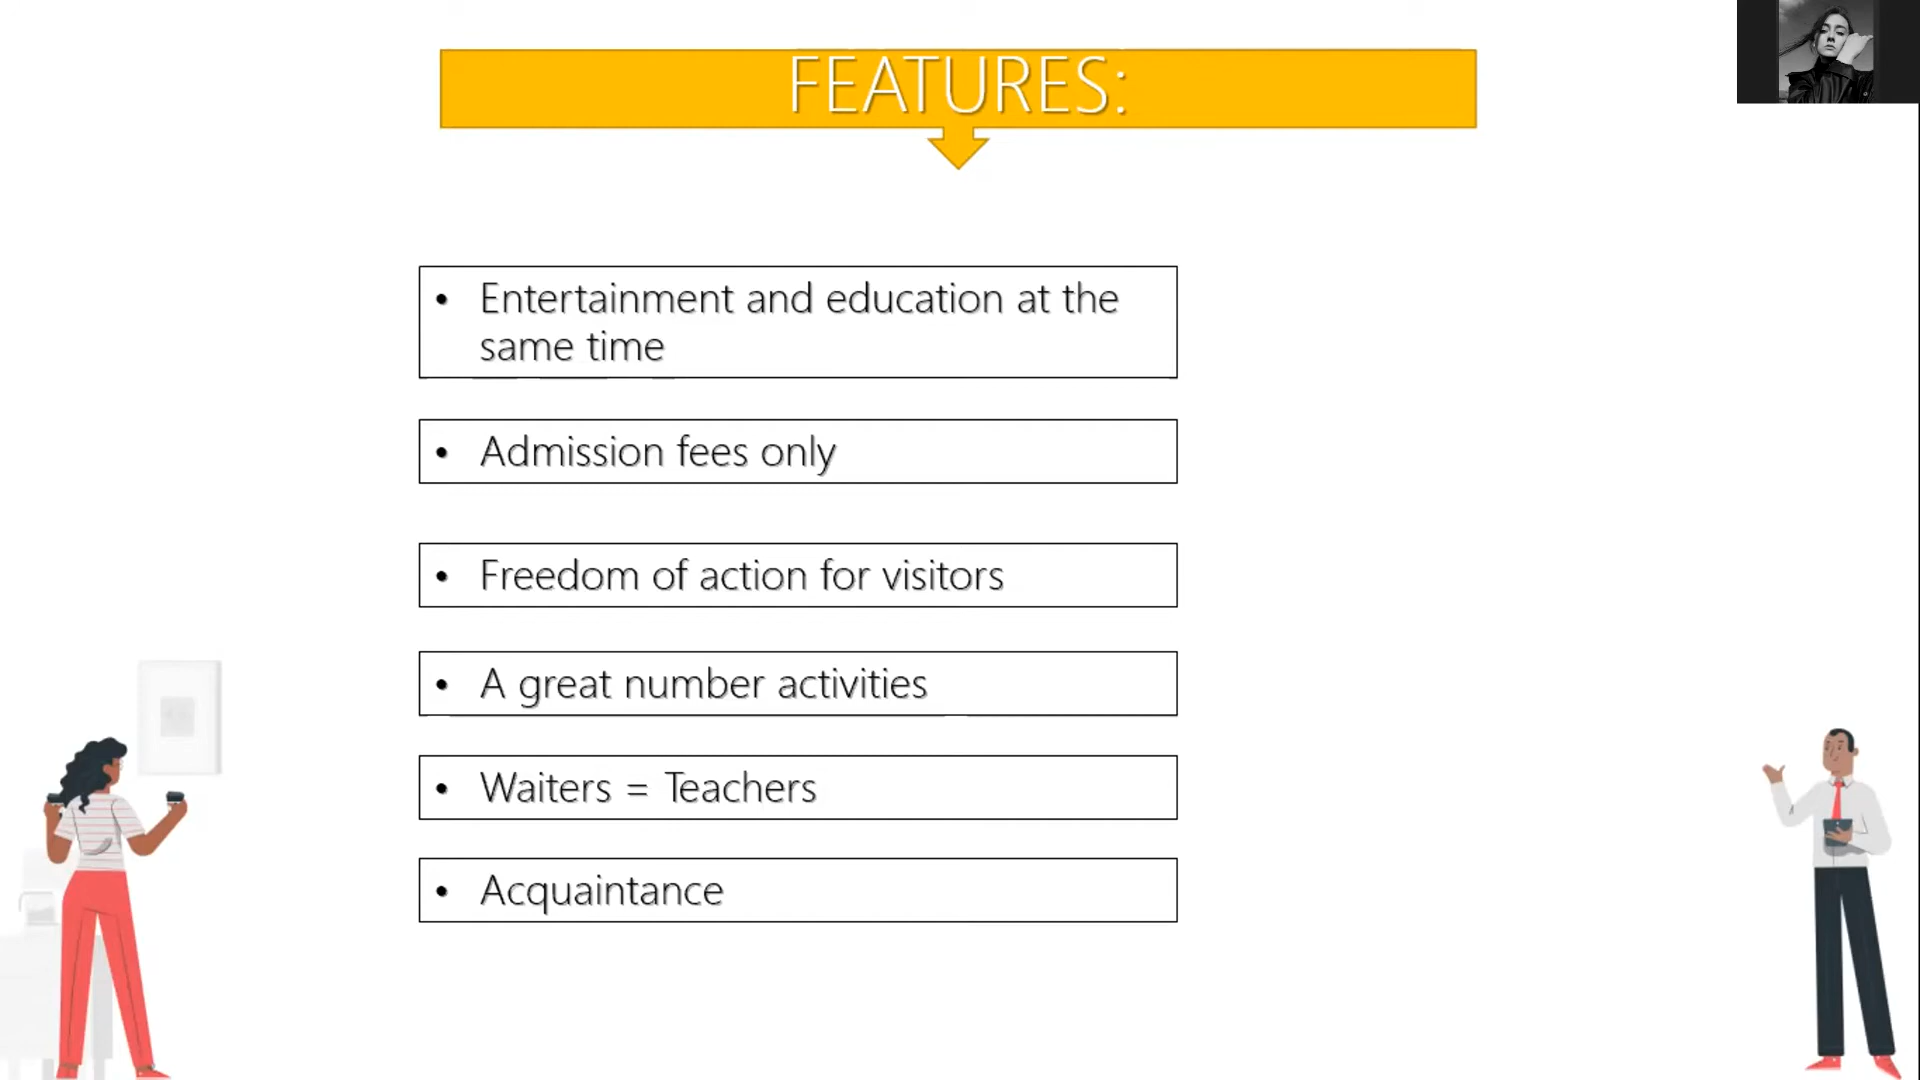 FEATURES:
• Entertainment and education at the
same time
• Admission fees only
• Freedom of action for visitors
• A great number activities
• Waiters = Teachers
• Acquaintance